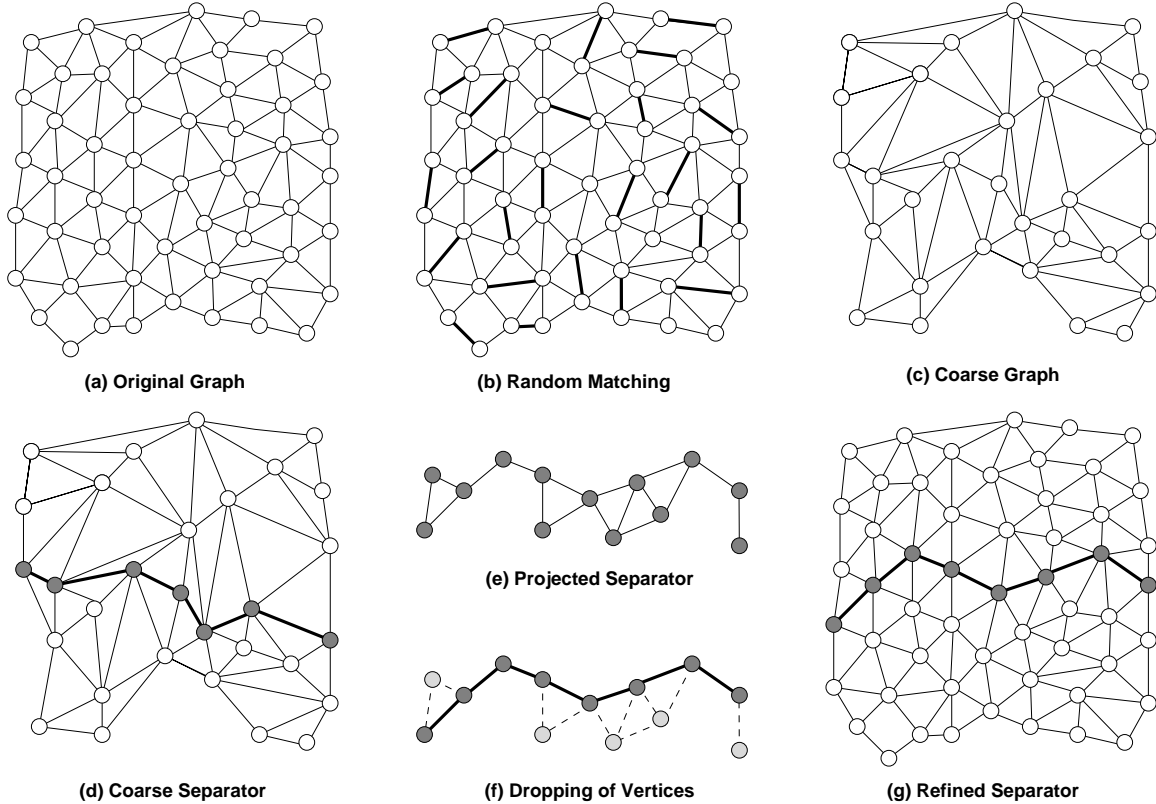 (a) Original Graph
(b) Random Matching
(c) Coarse Graph
(d) Coarse Separator
(e) Projected Separator
(f) Dropping of Vertices
(g) Refined Separator